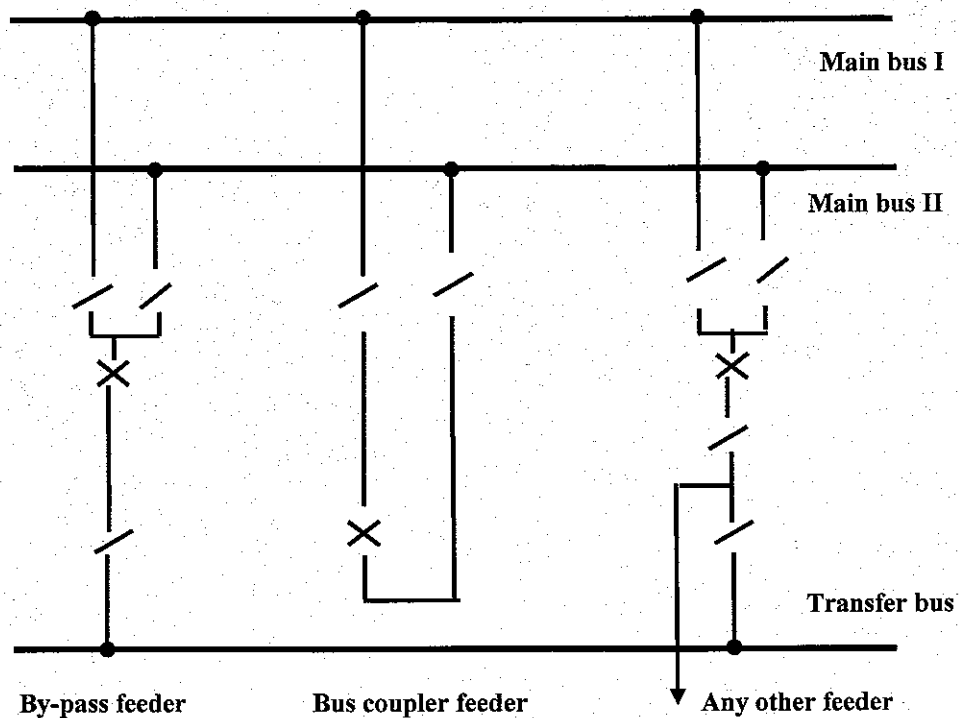 Main bus I
Main bus II
Transfer bus
By-pass feeder
Bus coupler feeder
Any other feeder